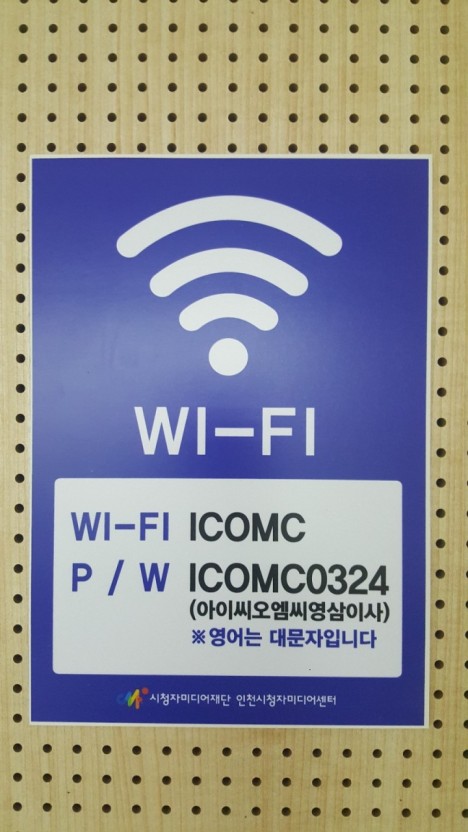 WI-FI
WI-FI ICOMC
P / W ICOMC0324
(아이씨오엠씨영삼이사)
※영어는 대문자입니다
시청자미디어재단 인천시청자미디어센터